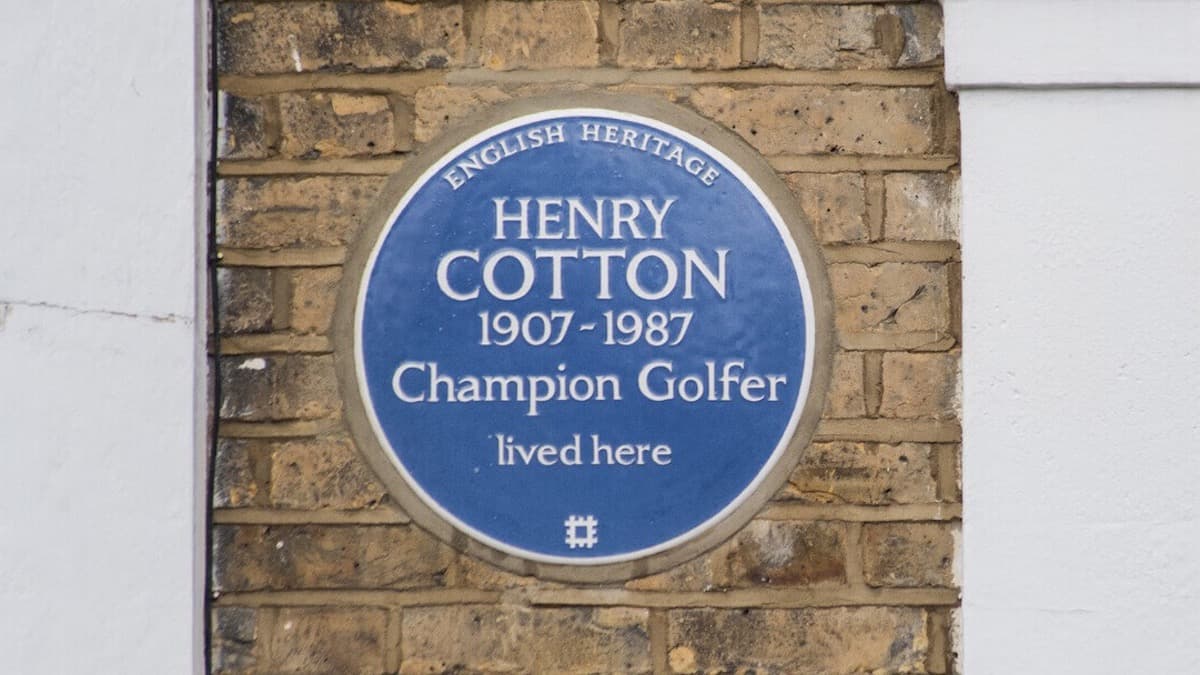 ENGLISH HERITAGE
HENRY
COTTON
1907-1987
Champion Golfer
lived here